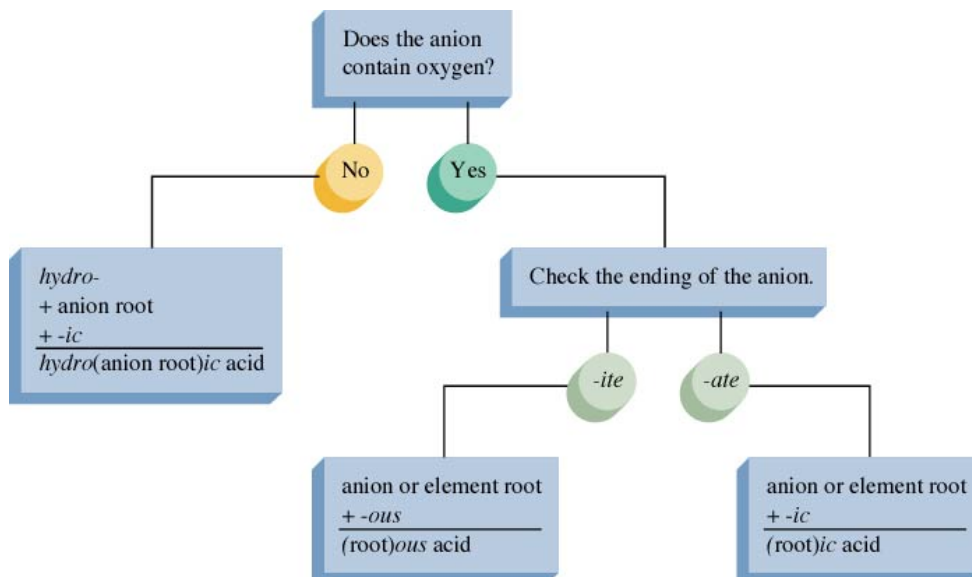 Does the anion
contain oxygen?
No
Yes
hydro-
+ anion root
+ -ic
hydro(anion root)ic acid
Check the ending of the anion.
-ite
-ate
anion or element root
+ -ous
(root)ous acid
anion or element root
+ -ic
(root)ic acid